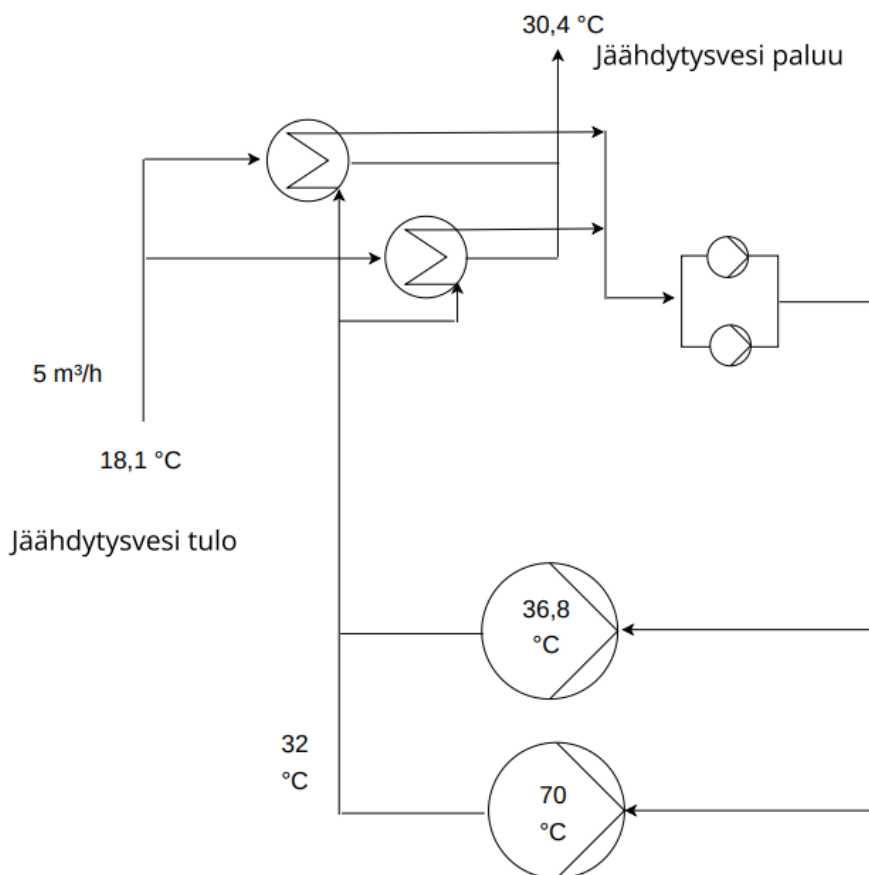 30,4 °C
Jäähdytysvesi paluu
5 m³/h
18,1 °C
Jäähdytysvesi tulo
36,8
°C
32
°C
70
°C